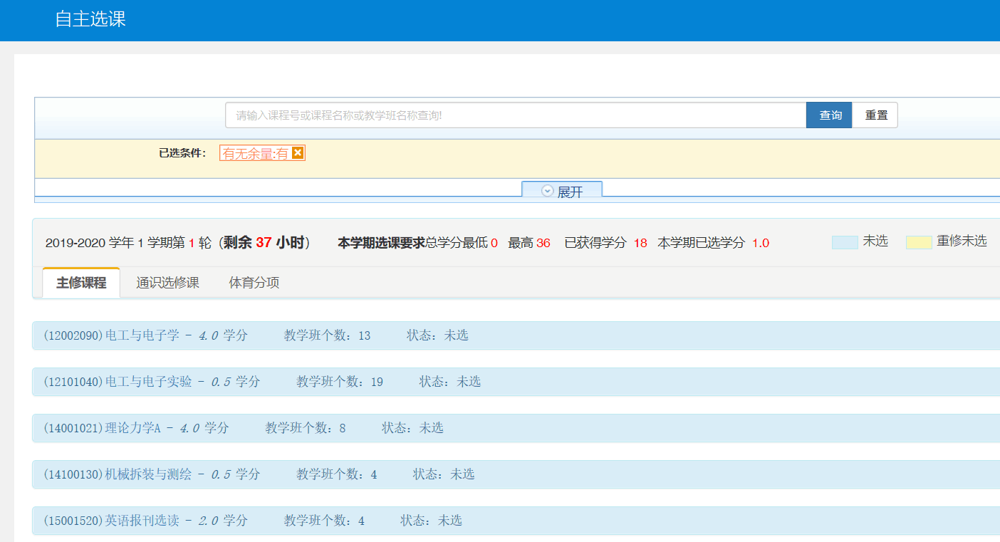 自主选课
请输入课程号或课程名称或教学班名称查询! 查询 重置
已选条件： 有无余量:有
展开
2019-2020 学年 1 学期第 1 轮（剩余 37 小时） 本学期选课要求总学分最低 0 最高 36 已获得学分 18 本学期已选学分 1.0 未选 重修未选
主修课程 通识选修课 体育分项
(12002090)电工与电子学 - 4.0 学分 教学班个数：13 状态：未选
(12101040)电工与电子实验 - 0.5 学分 教学班个数：19 状态：未选
(14001021)理论力学A - 4.0 学分 教学班个数：8 状态：未选
(14100130)机械拆装与测绘 - 0.5 学分 教学班个数：4 状态：未选
(15001520)英语报刊选读 - 2.0 学分 教学班个数：4 状态：未选